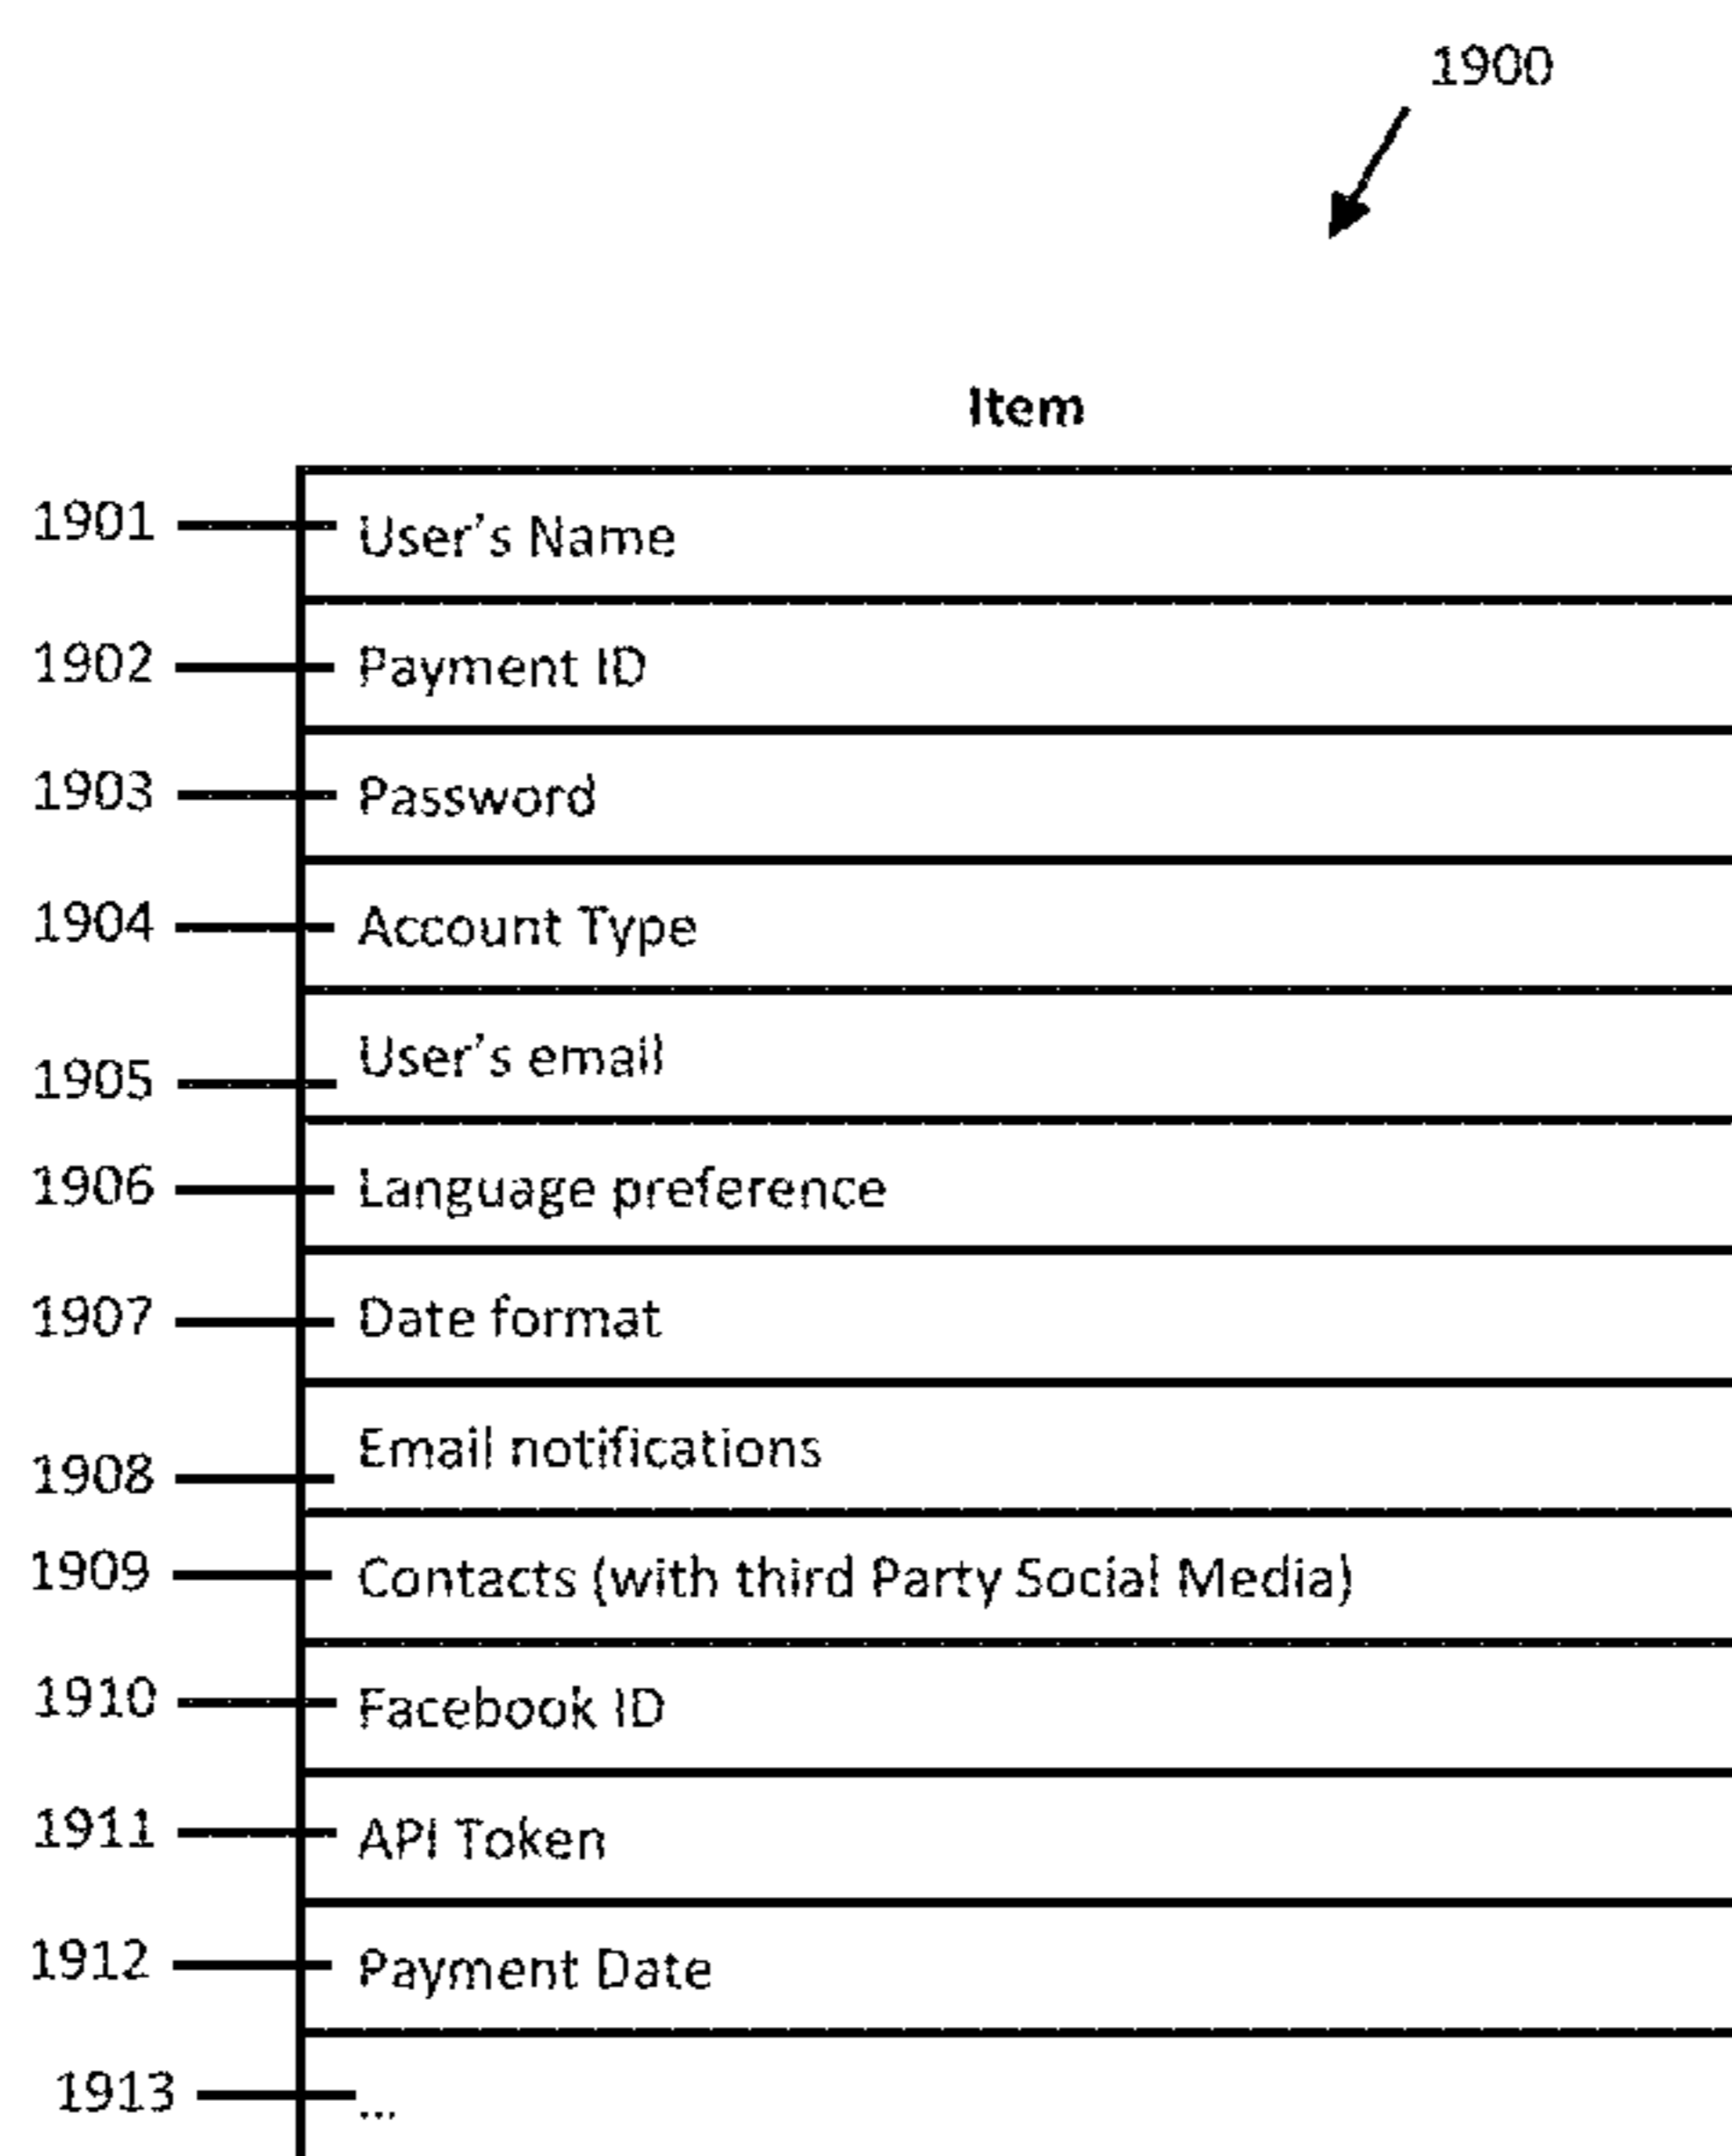 1900
Item
1901 User's Name
1902 Payment ID
1903 Password
1904 Account Type
1905 User's email
1906 Language preference
1907 Date format
1908 Email notifications
1909 Contacts (with third Party Social Media)
1910 Facebook ID
1911 API Token
1912 Payment Date
1913 ...